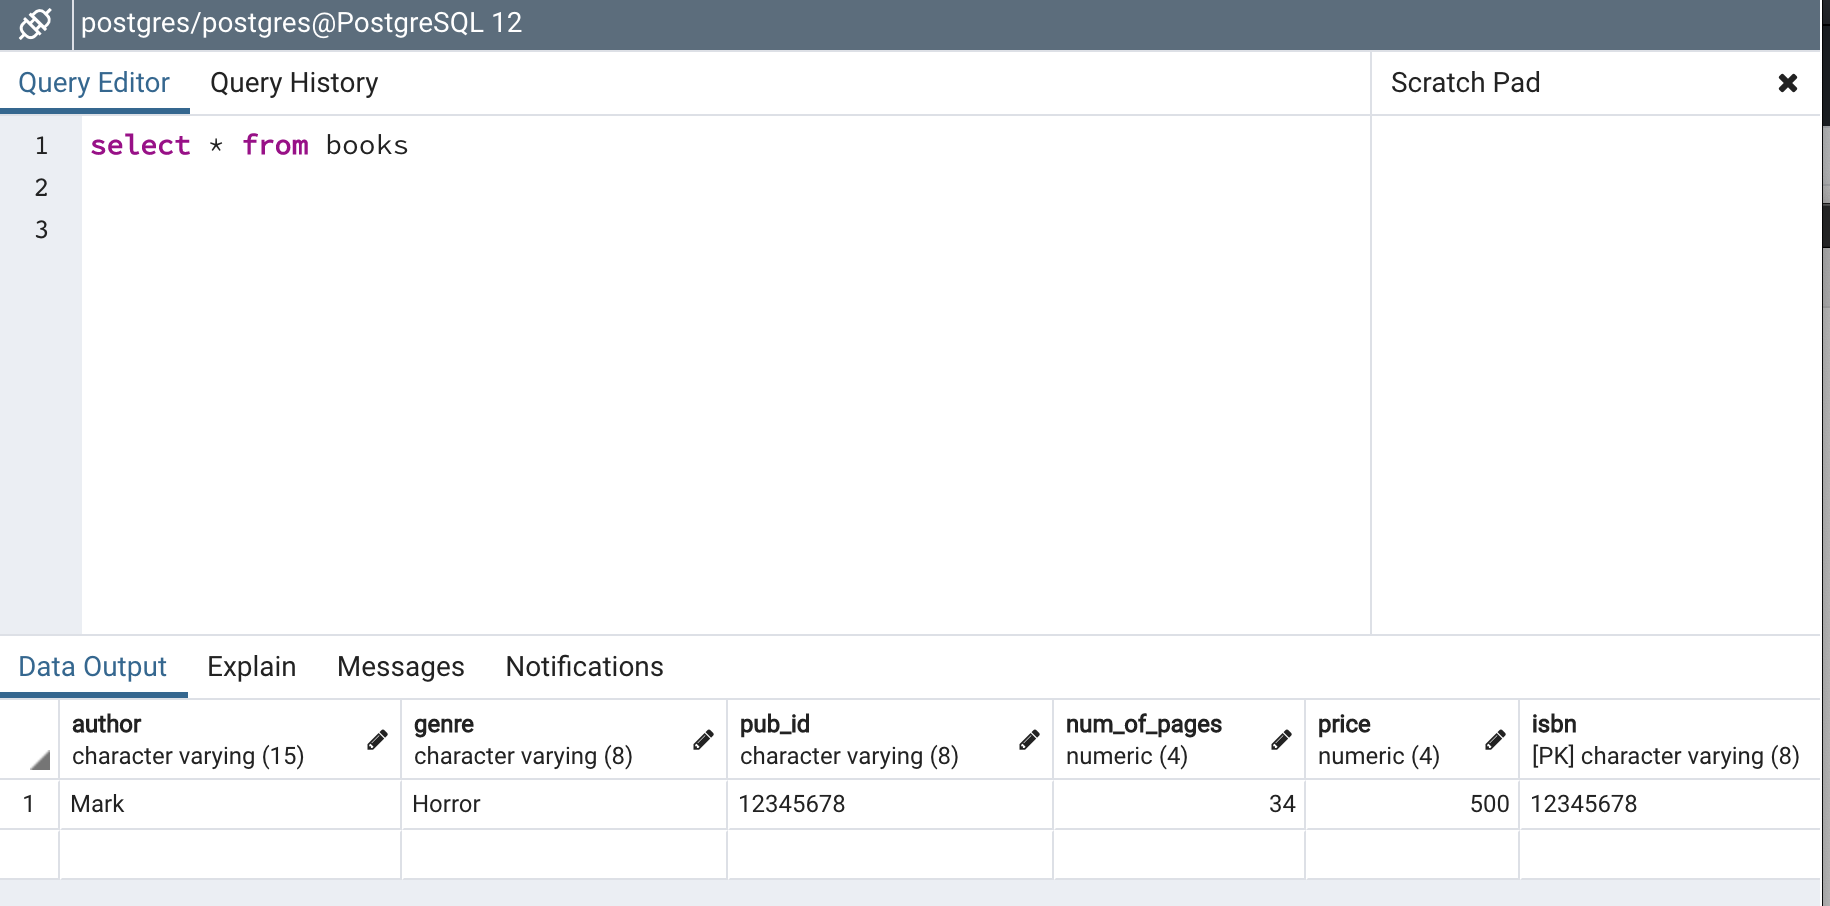 postgres/postgres@PostgreSQL 12
Query Editor Query History Scratch Pad
1 select * from books
2
3
Data Output Explain Messages Notifications
author genre pub_id num_of_pages price isbn
character varying (15) character varying (8) character varying (8) numeric (4) numeric (4) [PK] character varying (8)
1 Mark Horror 12345678 34 500 12345678